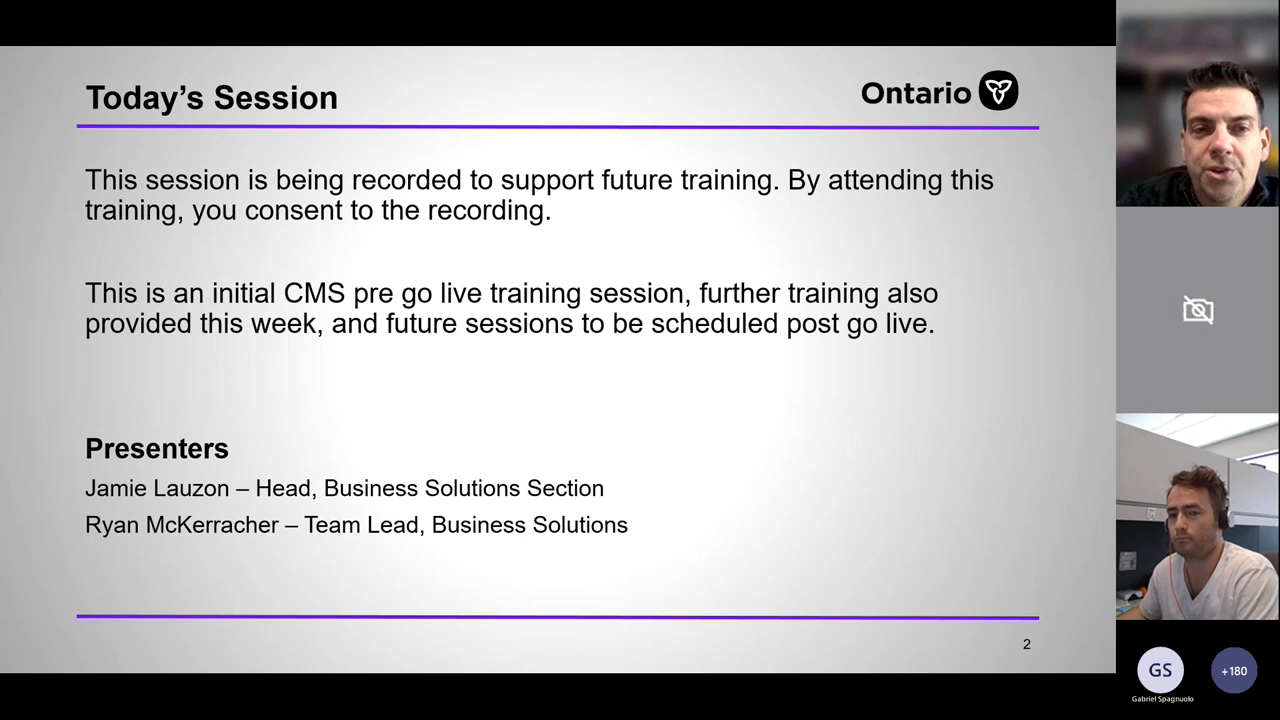 Today’s Session
Ontario
This session is being recorded to support future training. By attending this
training, you consent to the recording.
This is an initial CMS pre go live training session, further training also
provided this week, and future sessions to be scheduled post go live.
Presenters
Jamie Lauzon – Head, Business Solutions Section
Ryan McKerracher – Team Lead, Business Solutions
2
GS
+180
Gabriel Spagnuolo